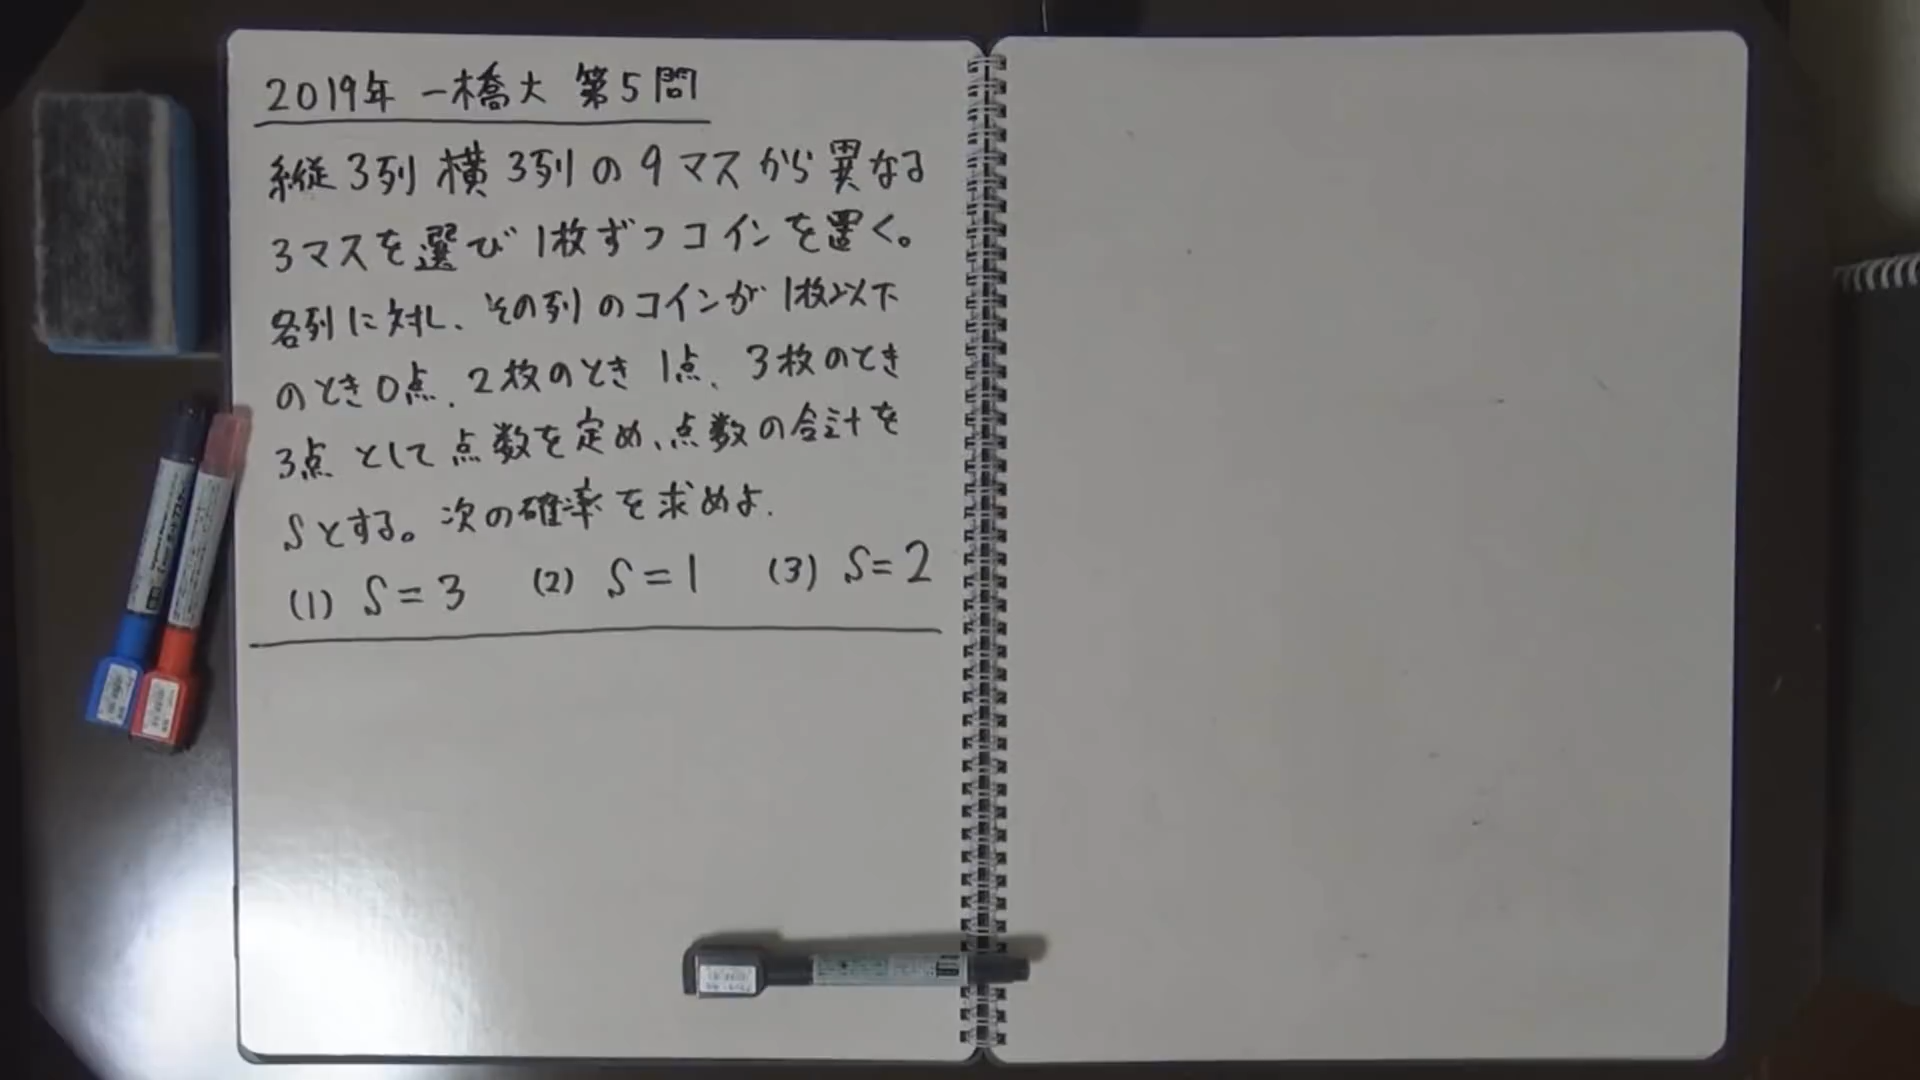 2019年 一橋大 第5問
縦3列 横3列の9マスから異なる
3マスを選び1枚ずつコインを置く。
各列に対し、その列のコインが1枚以下
のとき0点、2枚のとき1点、3枚のとき
3点として点数を定め、点数の合計を
Sとする。次の確率を求めよ.
(1) S=3 (2) S=1 (3) S=2